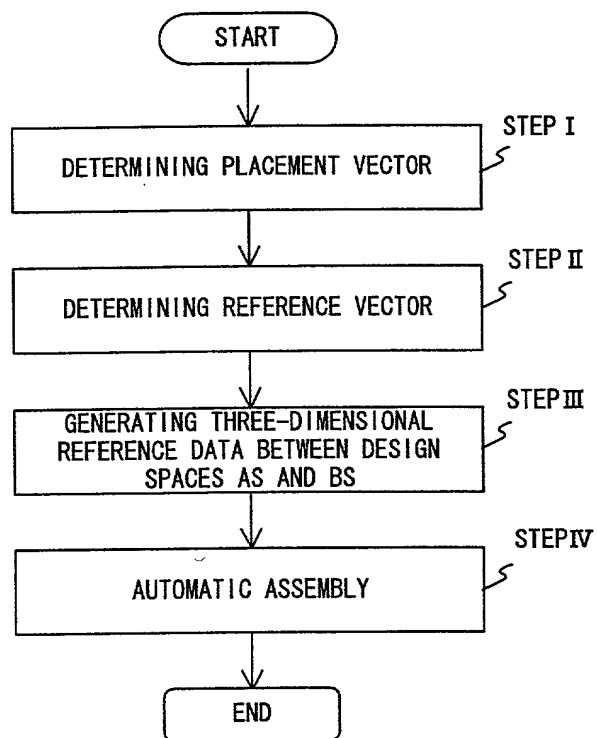 START
STEP I
DETERMINING PLACEMENT VECTOR
STEP II
DETERMINING REFERENCE VECTOR
STEP III
GENERATING THREE-DIMENSIONAL
REFERENCE DATA BETWEEN DESIGN
SPACES AS AND BS
STEP IV
AUTOMATIC ASSEMBLY
END